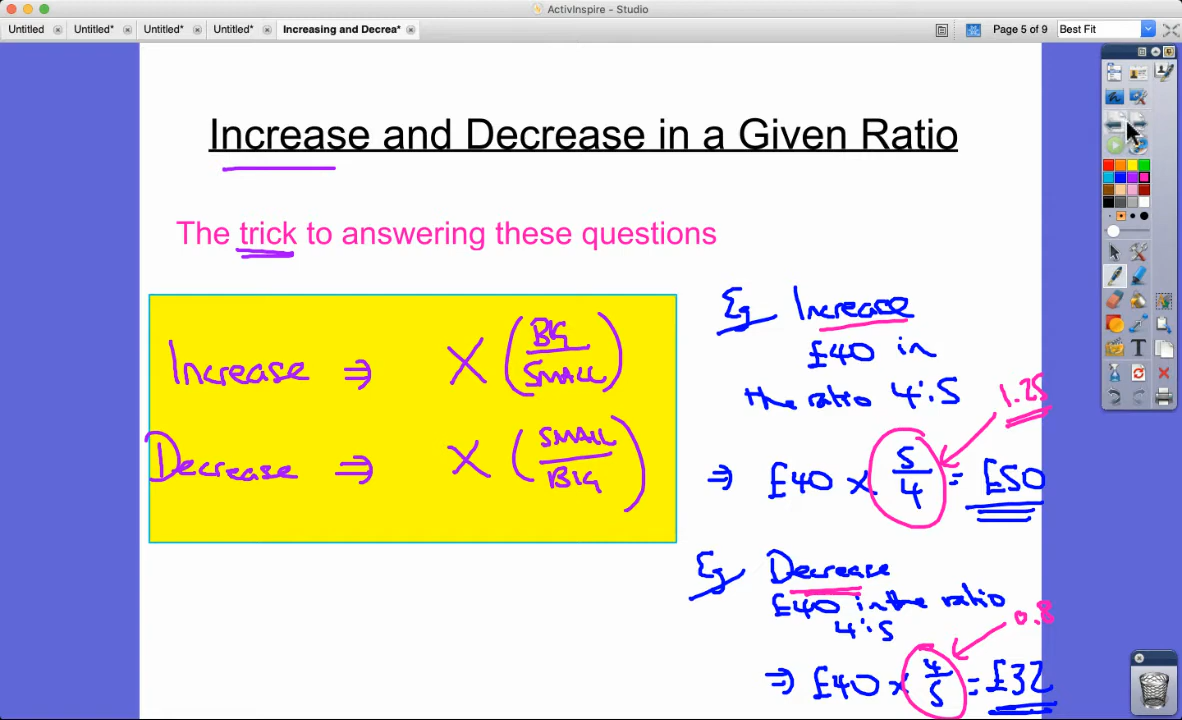 ActivInspire - Studio
Untitled Untitled* Untitled* Untitled* Increasing and Decrea* Page 5 of 9 Best Fit
Increase and Decrease in a Given Ratio
The trick to answering these questions
Increase ⇒ × (BIG/SMALL)
Decrease ⇒ × (SMALL/BIG)
Eg Increase
£40 in
the ratio 4:5
1.25
⇒ £40 × 5/4 = £50
Eg Decrease
£40 in the ratio
4:5
0.8
⇒ £40 × 4/5 = £32